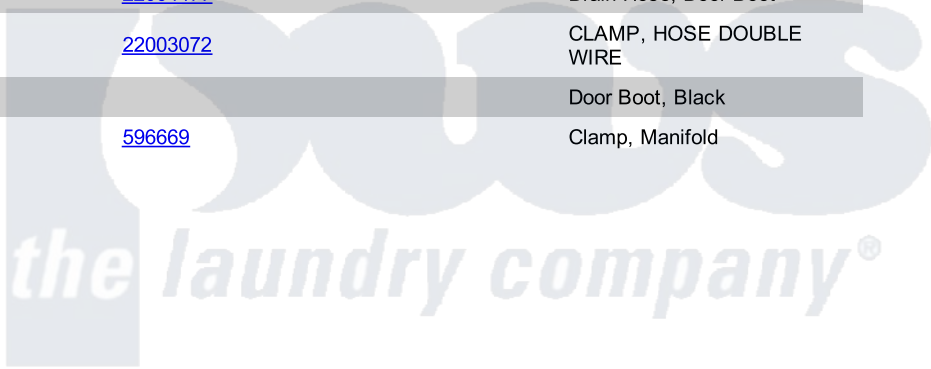 22003072
CLAMP, HOSE DOUBLE
WIRE
Door Boot, Black
596669
Clamp, Manifold
the laundry company®